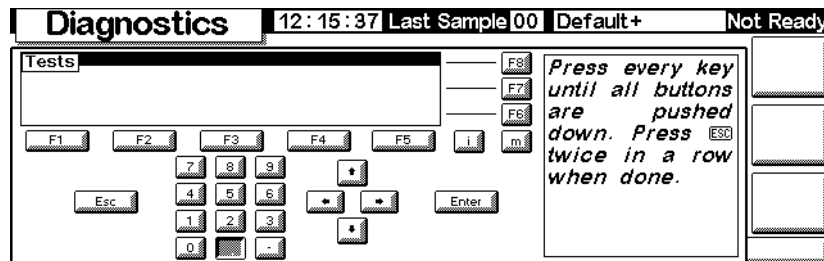 Diagnostics 12:15:37 Last Sample 00 Default+ Not Ready
Tests
F8
F7
F6
F1 F2 F3 F4 F5 i m
Press every key
until all buttons
are pushed
down. Press ESC
twice in a row
when done.
7 8 9
Esc 4 5 6 Enter
1 2 3
0 .